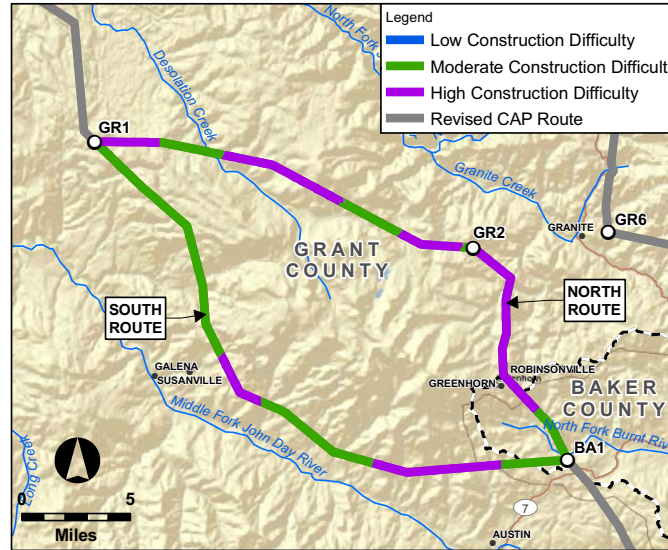 Legend
Low Construction Difficulty
Moderate Construction Difficult
High Construction Difficulty
Revised CAP Route
North Fork
Desolation Creek
GR1
Granite Creek
GR6
GRANITE
GR2
GRANT
COUNTY
SOUTH
ROUTE
NORTH
ROUTE
GALENA
SUSANVILLE
ROBINSONVILLE
GREENHORN
BAKER
COUNTY
Middle Fork John Day River
North Fork Burnt Riv
BA1
Long Creek
0 5
Miles
7
AUSTIN